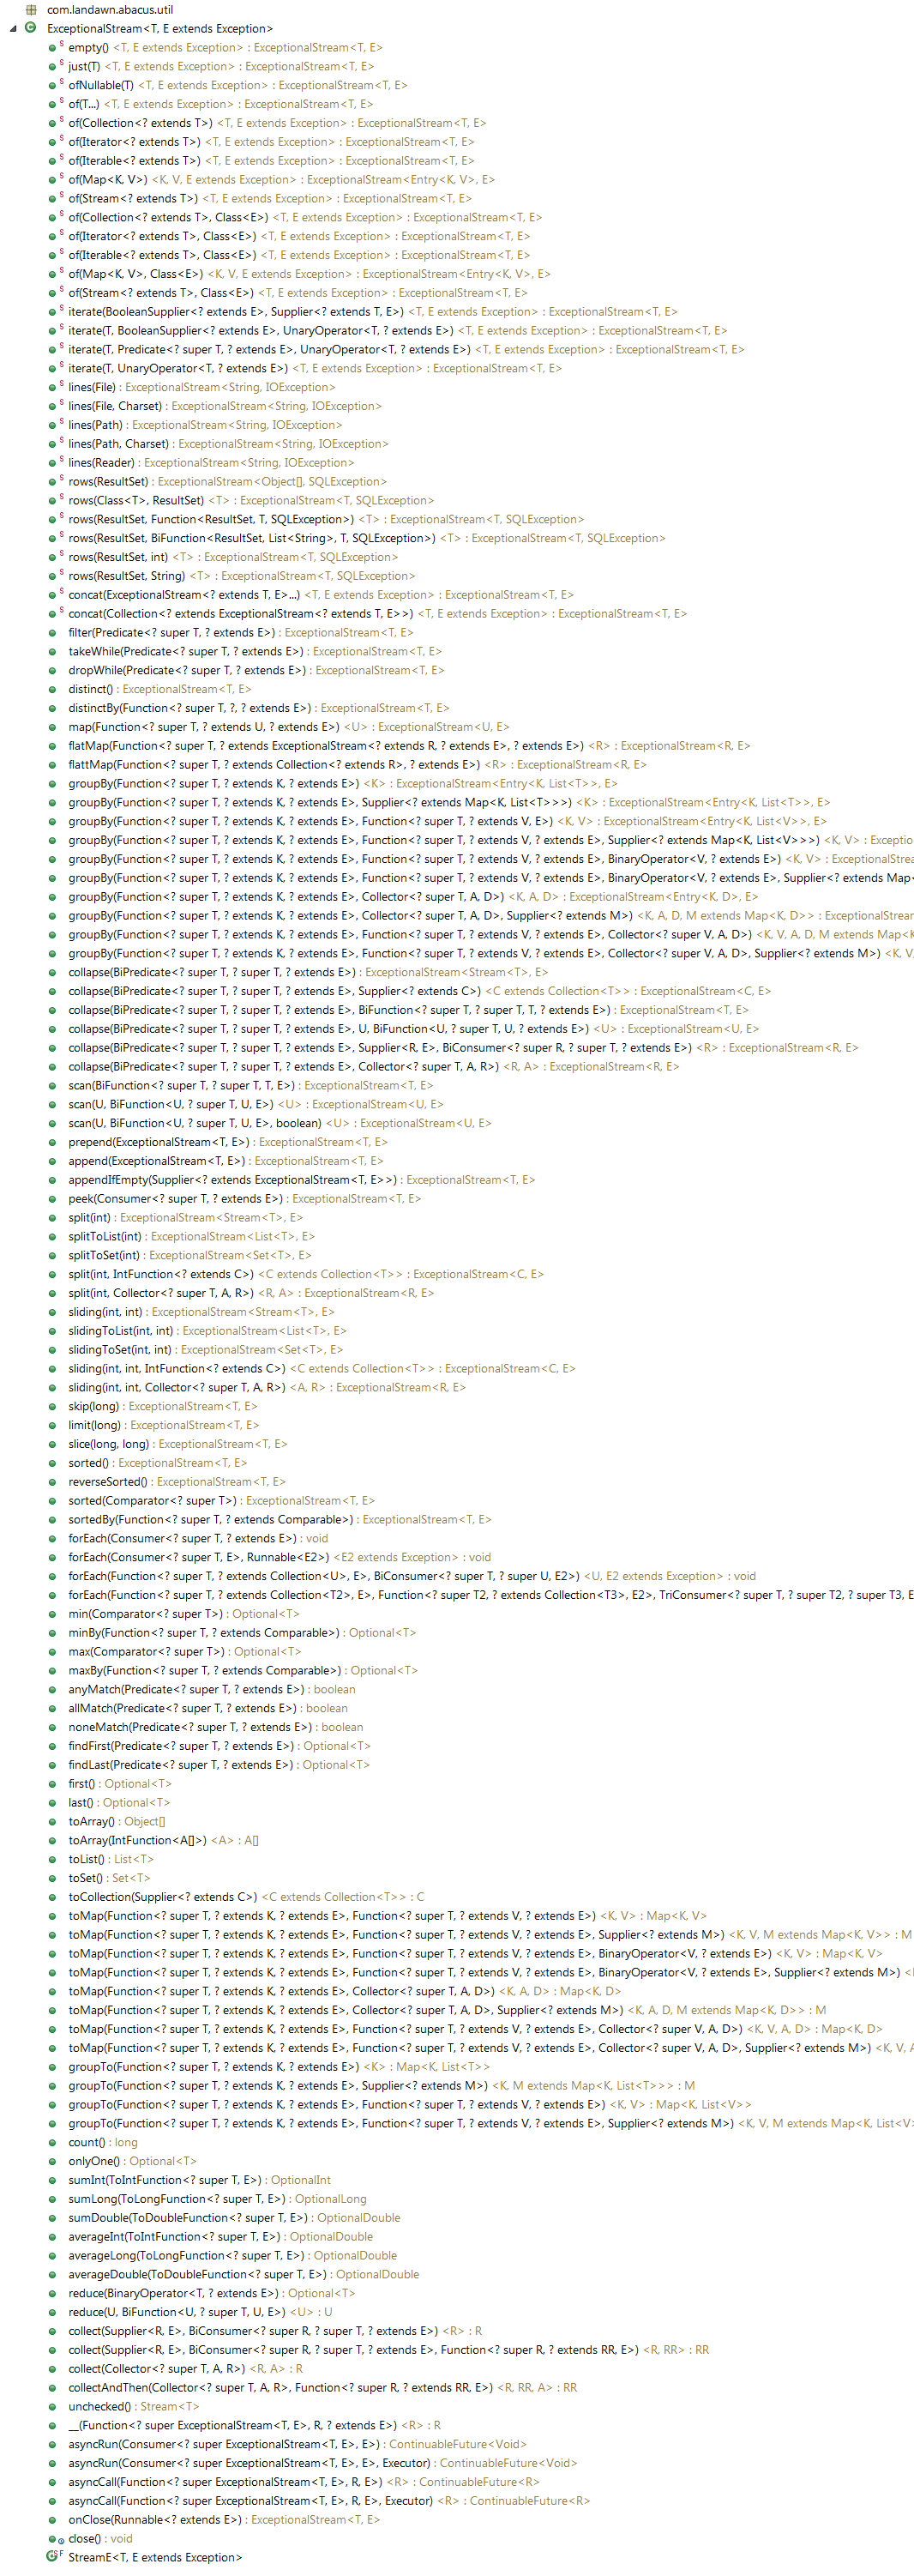 com.landawn.abacus.util
ExceptionalStream<T, E extends Exception>
S empty() <T, E extends Exception> : ExceptionalStream<T, E>
S just(T) <T, E extends Exception> : ExceptionalStream<T, E>
S ofNullable(T) <T, E extends Exception> : ExceptionalStream<T, E>
S of(T...) <T, E extends Exception> : ExceptionalStream<T, E>
S of(Collection<? extends T>) <T, E extends Exception> : ExceptionalStream<T, E>
S of(Iterator<? extends T>) <T, E extends Exception> : ExceptionalStream<T, E>
S of(Iterable<? extends T>) <T, E extends Exception> : ExceptionalStream<T, E>
S of(Map<K, V>) <K, V, E extends Exception> : ExceptionalStream<Entry<K, V>, E>
S of(Stream<? extends T>) <T, E extends Exception> : ExceptionalStream<T, E>
S of(Collection<? extends T>, Class<E>) <T, E extends Exception> : ExceptionalStream<T, E>
S of(Iterator<? extends T>, Class<E>) <T, E extends Exception> : ExceptionalStream<T, E>
S of(Iterable<? extends T>, Class<E>) <T, E extends Exception> : ExceptionalStream<T, E>
S of(Map<K, V>, Class<E>) <K, V, E extends Exception> : ExceptionalStream<Entry<K, V>, E>
S of(Stream<? extends T>, Class<E>) <T, E extends Exception> : ExceptionalStream<T, E>
S iterate(BooleanSupplier<? extends E>, Supplier<? extends T, E>) <T, E extends Exception> : ExceptionalStream<T, E>
S iterate(T, BooleanSupplier<? extends E>, UnaryOperator<T, ? extends E>) <T, E extends Exception> : ExceptionalStream<T, E>
S iterate(T, Predicate<? super T, ? extends E>, UnaryOperator<T, ? extends E>) <T, E extends Exception> : ExceptionalStream<T, E>
S iterate(T, UnaryOperator<T, ? extends E>) <T, E extends Exception> : ExceptionalStream<T, E>
S lines(File) : ExceptionalStream<String, IOException>
S lines(File, Charset) : ExceptionalStream<String, IOException>
S lines(Path) : ExceptionalStream<String, IOException>
S lines(Path, Charset) : ExceptionalStream<String, IOException>
S lines(Reader) : ExceptionalStream<String, IOException>
S rows(ResultSet) : ExceptionalStream<Object[], SQLException>
S rows(Class<T>, ResultSet) <T> : ExceptionalStream<T, SQLException>
S rows(ResultSet, Function<ResultSet, T, SQLException>) <T> : ExceptionalStream<T, SQLException>
S rows(ResultSet, BiFunction<ResultSet, List<String>, T, SQLException>) <T> : ExceptionalStream<T, SQLException>
S rows(ResultSet, int) <T> : ExceptionalStream<T, SQLException>
S rows(ResultSet, String) <T> : ExceptionalStream<T, SQLException>
S concat(ExceptionalStream<? extends T, E>...) <T, E extends Exception> : ExceptionalStream<T, E>
S concat(Collection<? extends ExceptionalStream<? extends T, E>>) <T, E extends Exception> : ExceptionalStream<T, E>
filter(Predicate<? super T, ? extends E>) : ExceptionalStream<T, E>
takeWhile(Predicate<? super T, ? extends E>) : ExceptionalStream<T, E>
dropWhile(Predicate<? super T, ? extends E>) : ExceptionalStream<T, E>
distinct() : ExceptionalStream<T, E>
distinctBy(Function<? super T, ?, ? extends E>) : ExceptionalStream<T, E>
map(Function<? super T, ? extends U, ? extends E>) <U> : ExceptionalStream<U, E>
flatMap(Function<? super T, ? extends ExceptionalStream<? extends R, ? extends E>, ? extends E>) <R> : ExceptionalStream<R, E>
flattMap(Function<? super T, ? extends Collection<? extends R>, ? extends E>) <R> : ExceptionalStream<R, E>
groupBy(Function<? super T, ? extends K, ? extends E>) <K> : ExceptionalStream<Entry<K, List<T>>, E>
groupBy(Function<? super T, ? extends K, ? extends E>, Supplier<? extends Map<K, List<T>>>) <K> : ExceptionalStream<Entry<K, List<T>>, E>
groupBy(Function<? super T, ? extends K, ? extends E>, Function<? super T, ? extends V, E>) <K, V> : ExceptionalStream<Entry<K, List<V>>, E>
groupBy(Function<? super T, ? extends K, ? extends E>, Function<? super T, ? extends V, ? extends E>, Supplier<? extends Map<K, List<V>>>) <K, V> : Exceptio
groupBy(Function<? super T, ? extends K, ? extends E>, Function<? super T, ? extends V, ? extends E>, BinaryOperator<V, ? extends E>) <K, V> : ExceptionalStrea
groupBy(Function<? super T, ? extends K, ? extends E>, Function<? super T, ? extends V, ? extends E>, BinaryOperator<V, ? extends E>, Supplier<? extends Map<
groupBy(Function<? super T, ? extends K, ? extends E>, Collector<? super T, A, D>) <K, A, D> : ExceptionalStream<Entry<K, D>, E>
groupBy(Function<? super T, ? extends K, ? extends E>, Collector<? super T, A, D>, Supplier<? extends M>) <K, A, D, M extends Map<K, D>> : ExceptionalStream
groupBy(Function<? super T, ? extends K, ? extends E>, Function<? super T, ? extends V, ? extends E>, Collector<? super V, A, D>) <K, V, A, D, M extends Map<K
groupBy(Function<? super T, ? extends K, ? extends E>, Function<? super T, ? extends V, ? extends E>, Collector<? super V, A, D>, Supplier<? extends M>) <K, V,
collapse(BiPredicate<? super T, ? super T, ? extends E>) : ExceptionalStream<Stream<T>, E>
collapse(BiPredicate<? super T, ? super T, ? extends E>, Supplier<? extends C>) <C extends Collection<T>> : ExceptionalStream<C, E>
collapse(BiPredicate<? super T, ? super T, ? extends E>, BiFunction<? super T, ? super T, T, ? extends E>) : ExceptionalStream<T, E>
collapse(BiPredicate<? super T, ? super T, ? extends E>, U, BiFunction<U, ? super T, U, ? extends E>) <U> : ExceptionalStream<U, E>
collapse(BiPredicate<? super T, ? super T, ? extends E>, Supplier<R, E>, BiConsumer<? super R, ? super T, ? extends E>) <R> : ExceptionalStream<R, E>
collapse(BiPredicate<? super T, ? super T, ? extends E>, Collector<? super T, A, R>) <R, A> : ExceptionalStream<R, E>
scan(BiFunction<? super T, ? super T, T, E>) : ExceptionalStream<T, E>
scan(U, BiFunction<U, ? super T, U, E>) <U> : ExceptionalStream<U, E>
scan(U, BiFunction<U, ? super T, U, E>, boolean) <U> : ExceptionalStream<U, E>
prepend(ExceptionalStream<T, E>) : ExceptionalStream<T, E>
append(ExceptionalStream<T, E>) : ExceptionalStream<T, E>
appendIfEmpty(Supplier<? extends ExceptionalStream<T, E>>) : ExceptionalStream<T, E>
peek(Consumer<? super T, ? extends E>) : ExceptionalStream<T, E>
split(int) : ExceptionalStream<Stream<T>, E>
splitToList(int) : ExceptionalStream<List<T>, E>
splitToSet(int) : ExceptionalStream<Set<T>, E>
split(int, IntFunction<? extends C>) <C extends Collection<T>> : ExceptionalStream<C, E>
split(int, Collector<? super T, A, R>) <R, A> : ExceptionalStream<R, E>
sliding(int, int) : ExceptionalStream<Stream<T>, E>
slidingToList(int, int) : ExceptionalStream<List<T>, E>
slidingToSet(int, int) : ExceptionalStream<Set<T>, E>
sliding(int, int, IntFunction<? extends C>) <C extends Collection<T>> : ExceptionalStream<C, E>
sliding(int, int, Collector<? super T, A, R>) <A, R> : ExceptionalStream<R, E>
skip(long) : ExceptionalStream<T, E>
limit(long) : ExceptionalStream<T, E>
slice(long, long) : ExceptionalStream<T, E>
sorted() : ExceptionalStream<T, E>
reverseSorted() : ExceptionalStream<T, E>
sorted(Comparator<? super T>) : ExceptionalStream<T, E>
sortedBy(Function<? super T, ? extends Comparable>) : ExceptionalStream<T, E>
forEach(Consumer<? super T, ? extends E>) : void
forEach(Consumer<? super T, E>, Runnable<E2>) <E2 extends Exception> : void
forEach(Function<? super T, ? extends Collection<U>, E>, BiConsumer<? super T, ? super U, E2>) <U, E2 extends Exception> : void
forEach(Function<? super T, ? extends Collection<T2>, E>, Function<? super T2, ? extends Collection<T3>, E2>, TriConsumer<? super T, ? super T2, ? super T3, E
min(Comparator<? super T>) : Optional<T>
minBy(Function<? super T, ? extends Comparable>) : Optional<T>
max(Comparator<? super T>) : Optional<T>
maxBy(Function<? super T, ? extends Comparable>) : Optional<T>
anyMatch(Predicate<? super T, ? extends E>) : boolean
allMatch(Predicate<? super T, ? extends E>) : boolean
noneMatch(Predicate<? super T, ? extends E>) : boolean
findFirst(Predicate<? super T, ? extends E>) : Optional<T>
findLast(Predicate<? super T, ? extends E>) : Optional<T>
first() : Optional<T>
last() : Optional<T>
toArray() : Object[]
toArray(IntFunction<A[]>) <A> : A[]
toList() : List<T>
toSet() : Set<T>
toCollection(Supplier<? extends C>) <C extends Collection<T>> : C
toMap(Function<? super T, ? extends K, ? extends E>, Function<? super T, ? extends V, ? extends E>) <K, V> : Map<K, V>
toMap(Function<? super T, ? extends K, ? extends E>, Function<? super T, ? extends V, ? extends E>, Supplier<? extends M>) <K, V, M extends Map<K, V>> : M
toMap(Function<? super T, ? extends K, ? extends E>, Function<? super T, ? extends V, ? extends E>, BinaryOperator<V, ? extends E>) <K, V> : Map<K, V>
toMap(Function<? super T, ? extends K, ? extends E>, Function<? super T, ? extends V, ? extends E>, BinaryOperator<V, ? extends E>, Supplier<? extends M>) <
toMap(Function<? super T, ? extends K, ? extends E>, Collector<? super T, A, D>) <K, A, D> : Map<K, D>
toMap(Function<? super T, ? extends K, ? extends E>, Collector<? super T, A, D>, Supplier<? extends M>) <K, A, D, M extends Map<K, D>> : M
toMap(Function<? super T, ? extends K, ? extends E>, Function<? super T, ? extends V, ? extends E>, Collector<? super V, A, D>) <K, V, A, D> : Map<K, D>
toMap(Function<? super T, ? extends K, ? extends E>, Function<? super T, ? extends V, ? extends E>, Collector<? super V, A, D>, Supplier<? extends M>) <K, V, A
groupTo(Function<? super T, ? extends K, ? extends E>) <K> : Map<K, List<T>>
groupTo(Function<? super T, ? extends K, ? extends E>, Supplier<? extends M>) <K, M extends Map<K, List<T>>> : M
groupTo(Function<? super T, ? extends K, ? extends E>, Function<? super T, ? extends V, ? extends E>) <K, V> : Map<K, List<V>>
groupTo(Function<? super T, ? extends K, ? extends E>, Function<? super T, ? extends V, ? extends E>, Supplier<? extends M>) <K, V, M extends Map<K, List<V>
count() : long
onlyOne() : Optional<T>
sumInt(ToIntFunction<? super T, E>) : OptionalInt
sumLong(ToLongFunction<? super T, E>) : OptionalLong
sumDouble(ToDoubleFunction<? super T, E>) : OptionalDouble
averageInt(ToIntFunction<? super T, E>) : OptionalDouble
averageLong(ToLongFunction<? super T, E>) : OptionalDouble
averageDouble(ToDoubleFunction<? super T, E>) : OptionalDouble
reduce(BinaryOperator<T, ? extends E>) : Optional<T>
reduce(U, BiFunction<U, ? super T, U, E>) <U> : U
collect(Supplier<R, E>, BiConsumer<? super R, ? super T, ? extends E>) <R> : R
collect(Supplier<R, E>, BiConsumer<? super R, ? super T, ? extends E>, Function<? super R, ? extends RR, E>) <R, RR> : RR
collect(Collector<? super T, A, R>) <R, A> : R
collectAndThen(Collector<? super T, A, R>, Function<? super R, ? extends RR, E>) <R, RR, A> : RR
unchecked() : Stream<T>
__(Function<? super ExceptionalStream<T, E>, R, ? extends E>) <R> : R
asyncRun(Consumer<? super ExceptionalStream<T, E>, E>) : ContinuableFuture<Void>
asyncRun(Consumer<? super ExceptionalStream<T, E>, E>, Executor) : ContinuableFuture<Void>
asyncCall(Function<? super ExceptionalStream<T, E>, R, E>) <R> : ContinuableFuture<R>
asyncCall(Function<? super ExceptionalStream<T, E>, R, E>, Executor) <R> : ContinuableFuture<R>
onClose(Runnable<? extends E>) : ExceptionalStream<T, E>
close() : void
S F StreamE<T, E extends Exception>